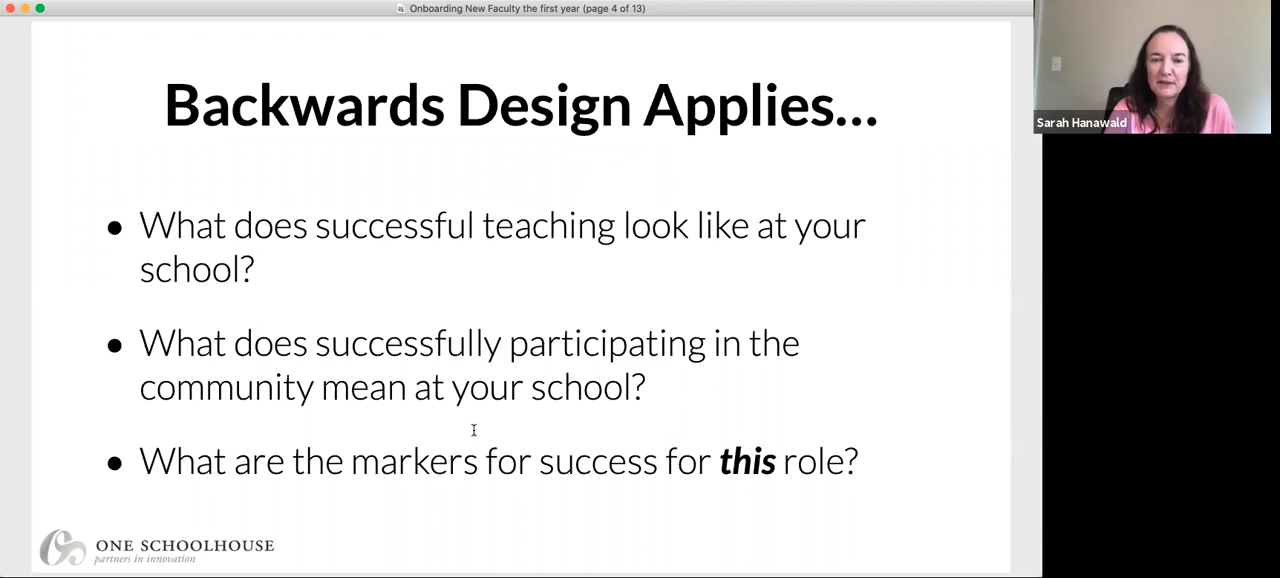 Onboarding New Faculty the first year (page 4 of 13)
Backwards Design Applies...
● What does successful teaching look like at your
school?
● What does successfully participating in the
community mean at your school?
● What are the markers for success for this role?
ONE SCHOOLHOUSE
partners in innovation
Sarah Hanawald